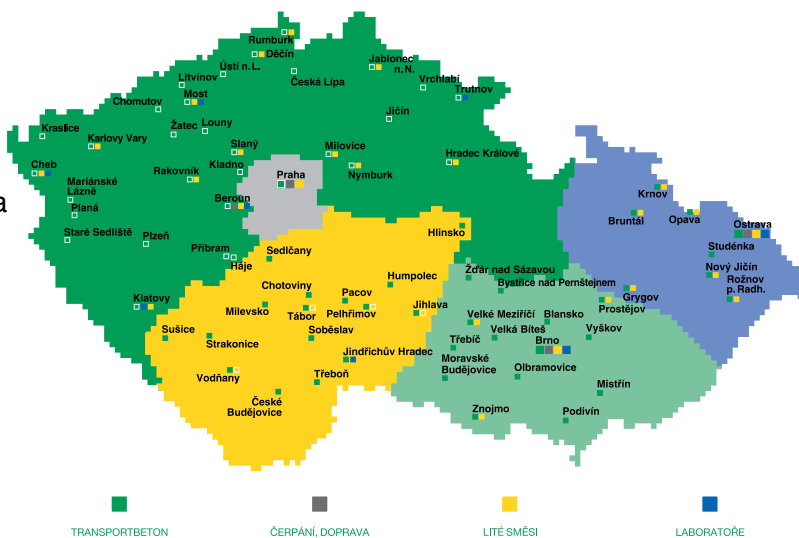 Rumburk
Děčín
Ústí n.L.
Jablonec
n.N.
Litvínov
Česká Lípa
Vrchlabí
Most
Trutnov
Chomutov
Jičín
Žatec
Louny
Kraslice
Karlovy Vary
Slaný
Milovice
Hradec Králové
Cheb
Rakovník
Kladno
Nymburk
Praha
Mariánské
Lázně
Krnov
Planá
Beroun
Bruntál
Opava
Ostrava
a
Staré Sedliště
Plzeň
Hlinsko
Příbram
Háje
Sedlčany
Studénka
Žďár nad Sázavou
Nový Jičín
Bystřice nad Pernštejnem
Rožnov
p. Radh.
Humpolec
Chotoviny
Pacov
Grygov
Klatovy
Jihlava
Prostějov
Milevsko
Tábor
Pelhřimov
Velké Meziříčí
Blansko
Sušice
Soběslav
Velká Bíteš
Vyškov
Strakonice
Třebíč
Brno
Jindřichův Hradec
Moravské
Budějovice
Vodňany
Třeboň
Olbramovice
Mistřín
České
Budějovice
Znojmo
Podivín
TRANSPORTBETON
ČERPÁNÍ, DOPRAVA
LITÉ SMĚSI
LABORATOŘE